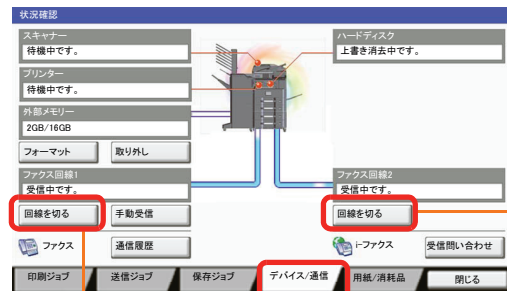 状況確認
スキャナー
待機中です。
ハードディスク
上書き消去中です。
プリンター
待機中です。
外部メモリー
2GB/16GB
フォーマット
取り外し
ファクス回線1
受信中です。
ファクス回線2
受信中です。
回線を切る
手動受信
回線を切る
ファクス
通信履歴
i-ファクス
受信問い合わせ
印刷ジョブ
送信ジョブ
保存ジョブ
デバイス/通信
用紙/消耗品
閉じる